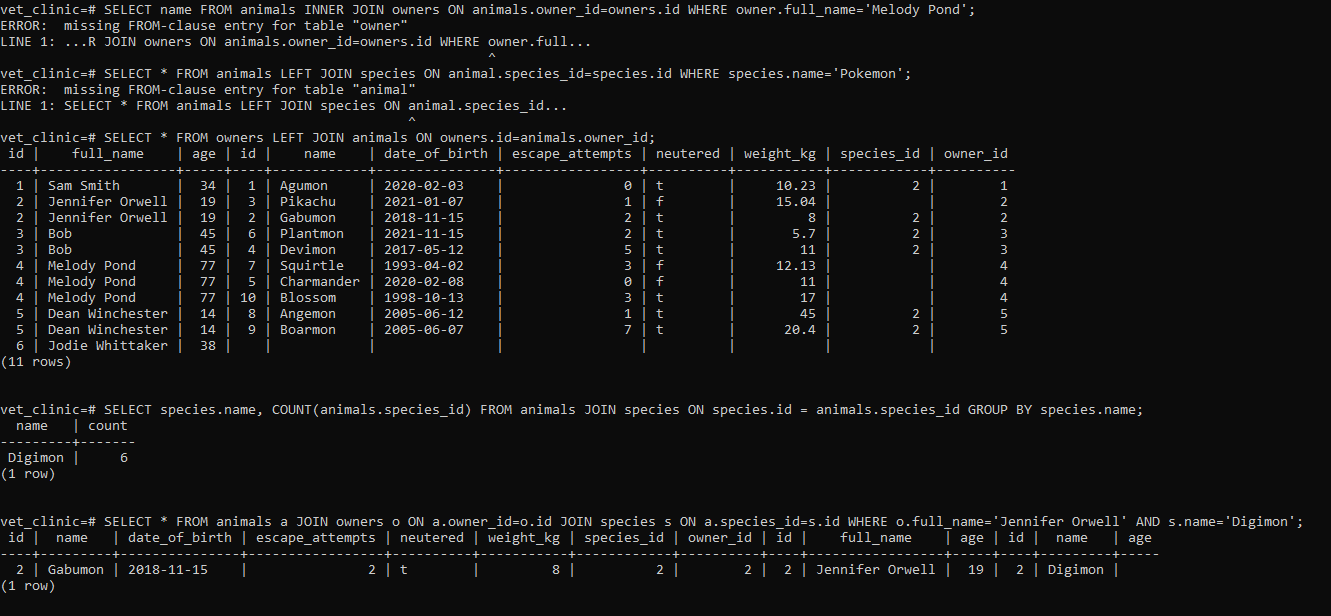 vet_clinic=# SELECT name FROM animals INNER JOIN owners ON animals.owner_id=owners.id WHERE owner.full_name='Melody Pond';
ERROR:  missing FROM-clause entry for table "owner"
LINE 1: ...R JOIN owners ON animals.owner_id=owners.id WHERE owner.full...
                                                             ^
vet_clinic=# SELECT * FROM animals LEFT JOIN species ON animal.species_id=species.id WHERE species.name='Pokemon';
ERROR:  missing FROM-clause entry for table "animal"
LINE 1: SELECT * FROM animals LEFT JOIN species ON animal.species_id...
                                                   ^
vet_clinic=# SELECT * FROM owners LEFT JOIN animals ON owners.id=animals.owner_id;
 id |    full_name    | age | id |    name    | date_of_birth | escape_attempts | neutered | weight_kg | species_id | owner_id
----+-----------------+-----+----+------------+---------------+-----------------+----------+-----------+------------+----------
  1 | Sam Smith       |  34 |  1 | Agumon     | 2020-02-03    |               0 | t        |     10.23 |          2 |        1
  2 | Jennifer Orwell |  19 |  3 | Pikachu    | 2021-01-07    |               1 | f        |     15.04 |            |        2
  2 | Jennifer Orwell |  19 |  2 | Gabumon    | 2018-11-15    |               2 | t        |         8 |          2 |        2
  3 | Bob             |  45 |  6 | Plantmon   | 2021-11-15    |               2 | t        |       5.7 |          2 |        3
  3 | Bob             |  45 |  4 | Devimon    | 2017-05-12    |               5 | t        |        11 |          2 |        3
  4 | Melody Pond     |  77 |  7 | Squirtle   | 1993-04-02    |               3 | f        |     12.13 |            |        4
  4 | Melody Pond     |  77 |  5 | Charmander | 2020-02-08    |               0 | f        |        11 |            |        4
  4 | Melody Pond     |  77 | 10 | Blossom    | 1998-10-13    |               3 | t        |        17 |            |        4
  5 | Dean Winchester |  14 |  8 | Angemon    | 2005-06-12    |               1 | t        |        45 |          2 |        5
  5 | Dean Winchester |  14 |  9 | Boarmon    | 2005-06-07    |               7 | t        |      20.4 |          2 |        5
  6 | Jodie Whittaker |  38 |    |            |               |                 |          |           |            |
(11 rows)
vet_clinic=# SELECT species.name, COUNT(animals.species_id) FROM animals JOIN species ON species.id = animals.species_id GROUP BY species.name;
  name   | count
---------+-------
 Digimon |     6
(1 row)
vet_clinic=# SELECT * FROM animals a JOIN owners o ON a.owner_id=o.id JOIN species s ON a.species_id=s.id WHERE o.full_name='Jennifer Orwell' AND s.name='Digimon';
 id |  name   | date_of_birth | escape_attempts | neutered | weight_kg | species_id | owner_id | id |    full_name    | age | id |  name   | age
----+---------+---------------+-----------------+----------+-----------+------------+----------+----+-----------------+-----+----+---------+-----
  2 | Gabumon | 2018-11-15    |               2 | t        |         8 |          2 |        2 |  2 | Jennifer Orwell |  19 |  2 | Digimon |
(1 row)